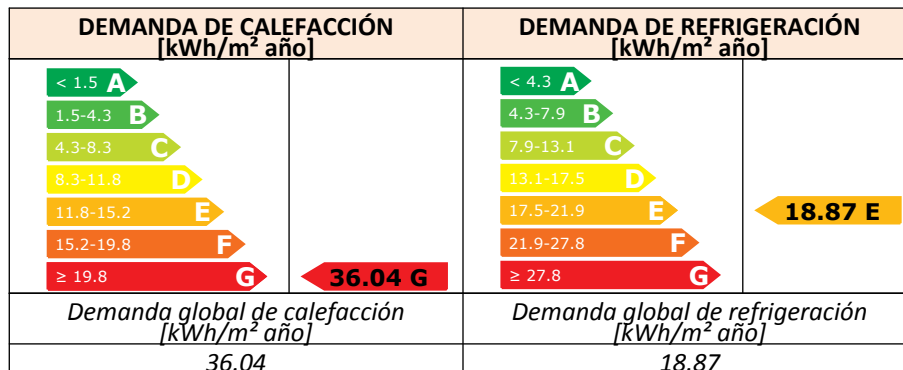 DEMANDA DE CALEFACCIÓN
[kWh/m² año]
DEMANDA DE REFRIGERACIÓN
[kWh/m² año]
< 1.5 A
1.5-4.3 B
4.3-8.3 C
8.3-11.8 D
11.8-15.2 E
15.2-19.8 F
≥ 19.8 G
36.04 G
< 4.3 A
4.3-7.9 B
7.9-13.1 C
13.1-17.5 D
17.5-21.9 E
21.9-27.8 F
≥ 27.8 G
18.87 E
Demanda global de calefacción
[kWh/m² año]
Demanda global de refrigeración
[kWh/m² año]
36.04
18.87